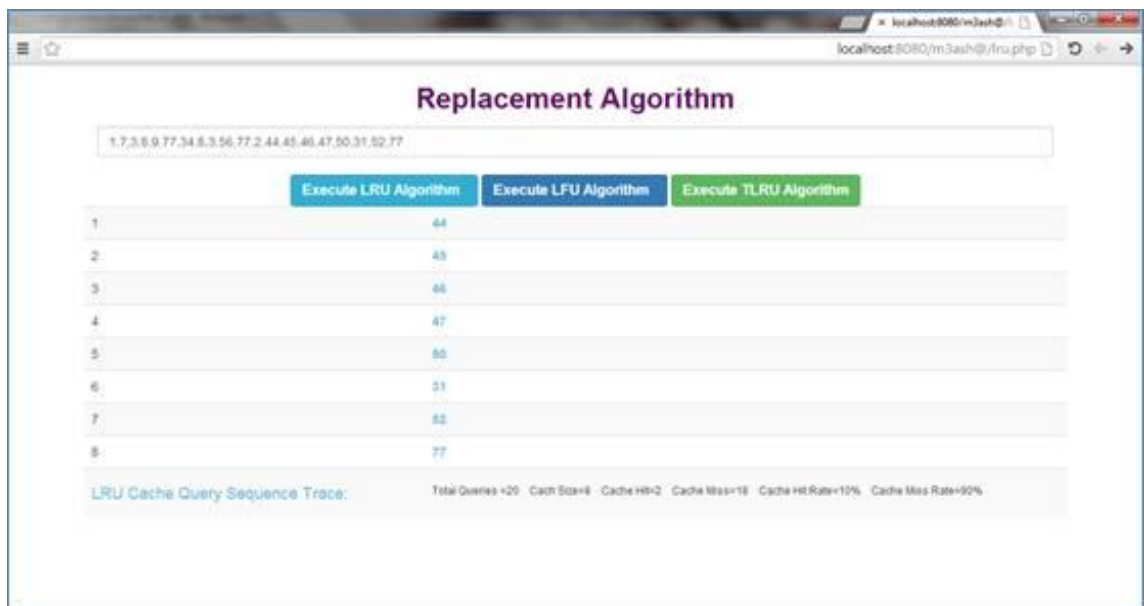 localhost:8080/m3ash@/l
localhost:8080/m3ash@/lru.php
Replacement Algorithm
1,7,3,8,9,77,34,8,3,56,77,2,44,45,46,47,50,31,52,77
Execute LRU Algorithm Execute LFU Algorithm Execute TLRU Algorithm
1 44
2 45
3 46
4 47
5 50
6 31
7 52
8 77
LRU Cache Query Sequence Trace: Total Queries =20 Cach Size=8 Cache Hit=2 Cache Miss=18 Cache Hit Rate=10% Cache Miss Rate=90%